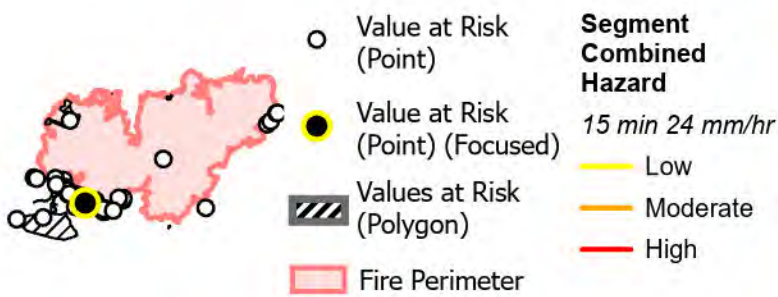 Value at Risk
(Point)
Value at Risk
(Point) (Focused)
Values at Risk
(Polygon)
Fire Perimeter
Segment
Combined
Hazard
15 min 24 mm/hr
Low
Moderate
High